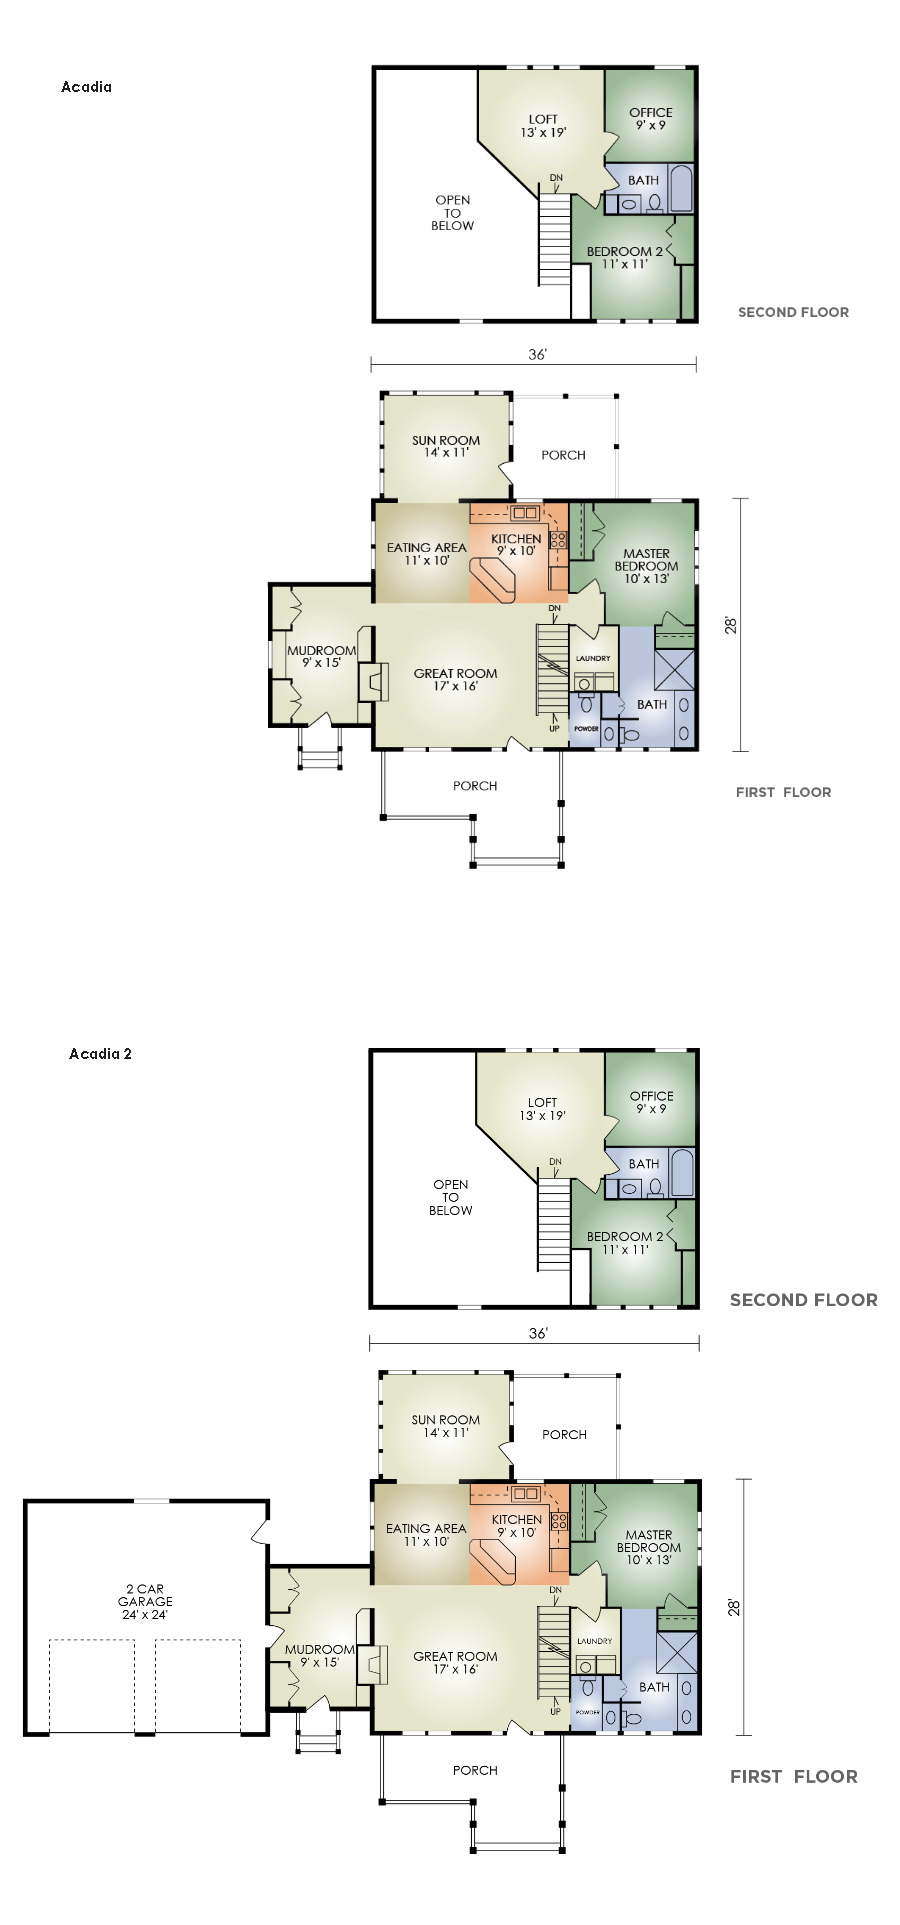 Acadia
LOFT
13' x 19'
OFFICE
9' x 9
DN
BATH
OPEN
TO
BELOW
BEDROOM 2
11' x 11'
SECOND FLOOR
36'
SUN ROOM
14' x 11'
PORCH
EATING AREA
11' x 10'
KITCHEN
9' x 10'
MASTER
BEDROOM
10' x 13'
DN
28'
MUDROOM
9' x 15'
GREAT ROOM
17' x 16'
LAUNDRY
BATH
UP
POWDER
PORCH
FIRST FLOOR
Acadia 2
LOFT
13' x 19'
OFFICE
9' x 9
DN
BATH
OPEN
TO
BELOW
BEDROOM 2
11' x 11'
SECOND FLOOR
36'
SUN ROOM
14' x 11'
PORCH
EATING AREA
11' x 10'
KITCHEN
9' x 10'
MASTER
BEDROOM
10' x 13'
DN
28'
2 CAR
GARAGE
24' x 24'
MUDROOM
9' x 15'
GREAT ROOM
17' x 16'
LAUNDRY
BATH
UP
POWDER
PORCH
FIRST FLOOR